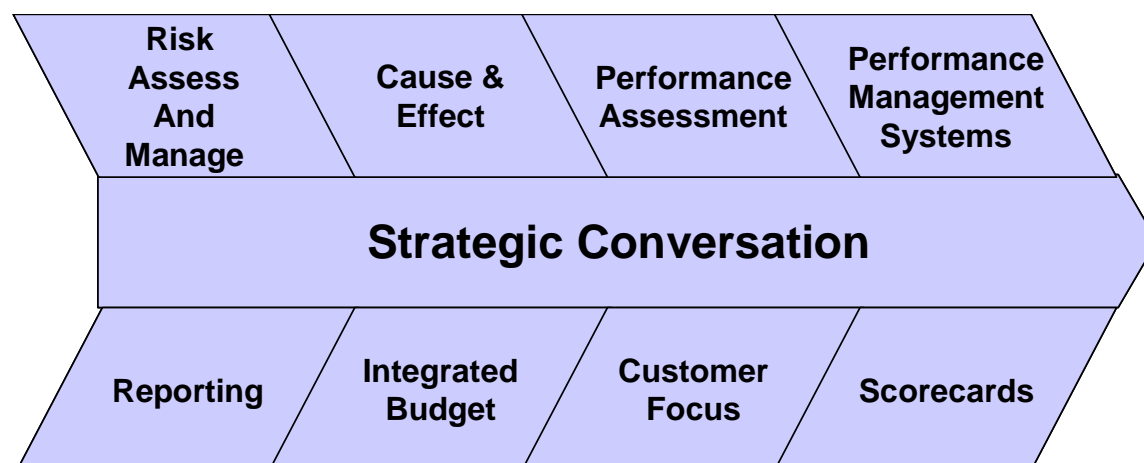 Risk
Assess
And
Manage
Cause &
Effect
Performance
Assessment
Performance
Management
Systems
Strategic Conversation
Reporting
Integrated
Budget
Customer
Focus
Scorecards